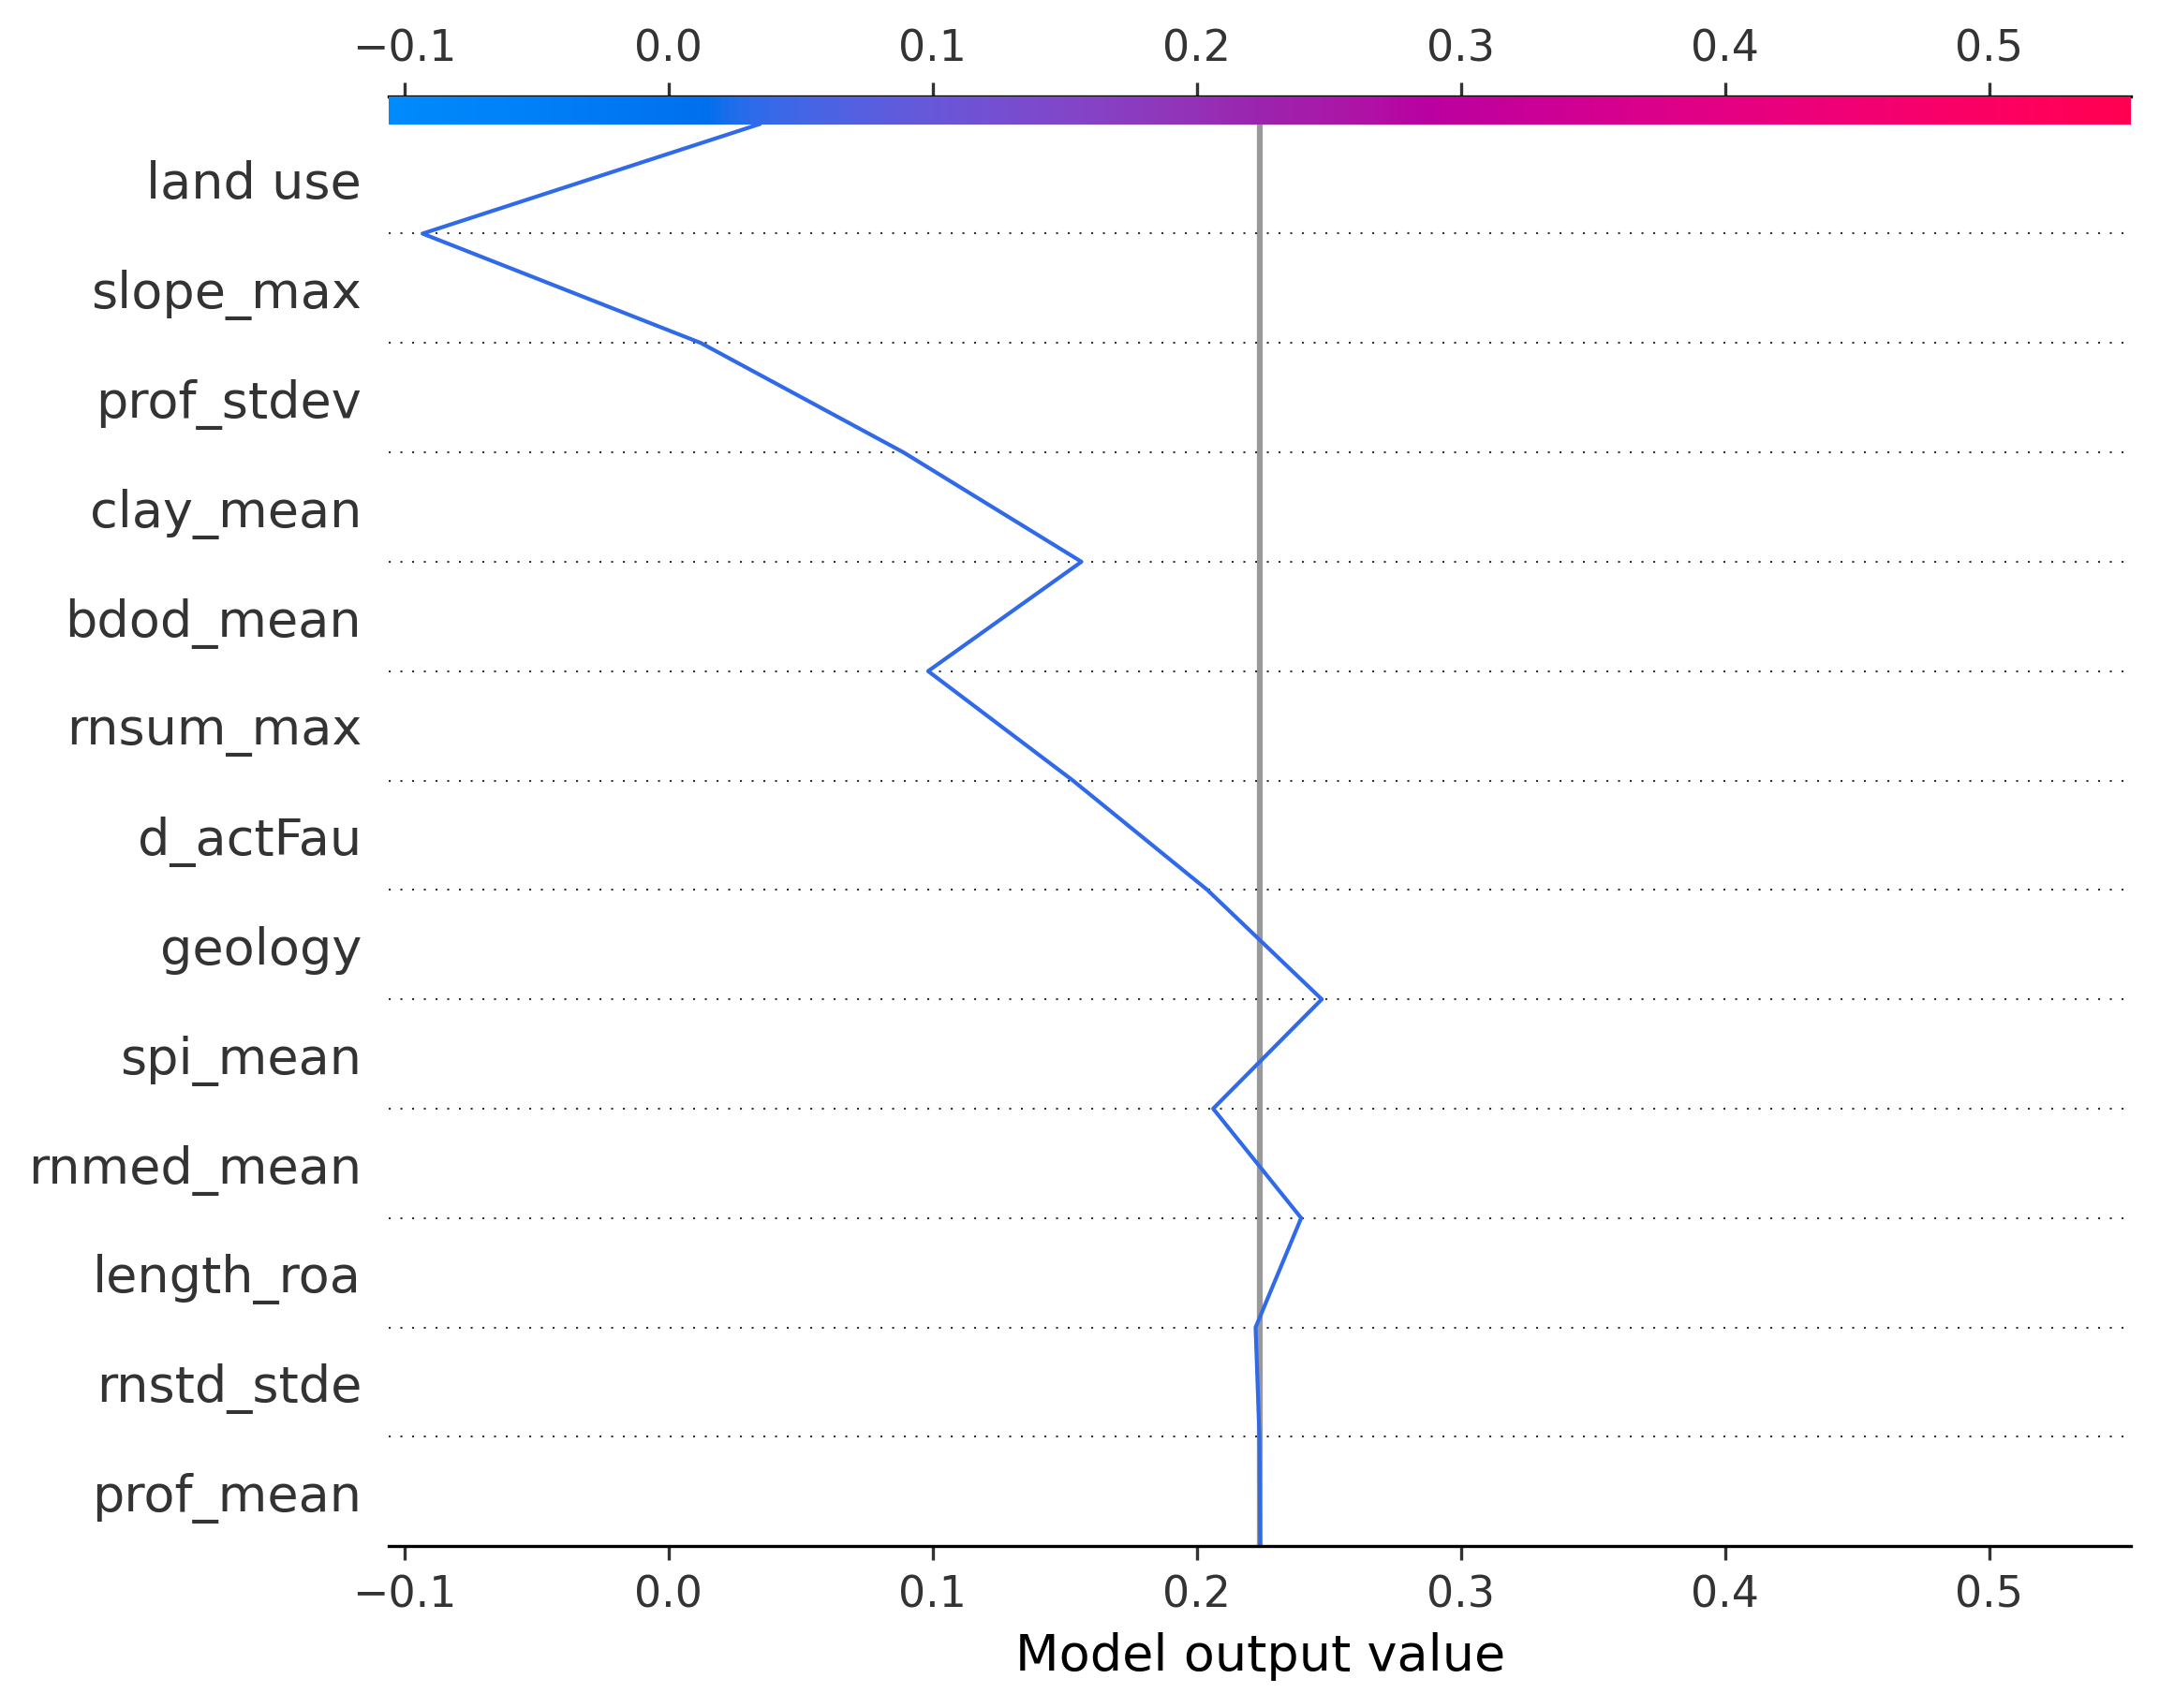 −0.1 0.0 0.1 0.2 0.3 0.4 0.5
land use
slope_max
prof_stdev
clay_mean
bdod_mean
rnsum_max
d_actFau
geology
spi_mean
rnmed_mean
length_roa
rnstd_stde
prof_mean
−0.1 0.0 0.1 0.2 0.3 0.4 0.5
Model output value